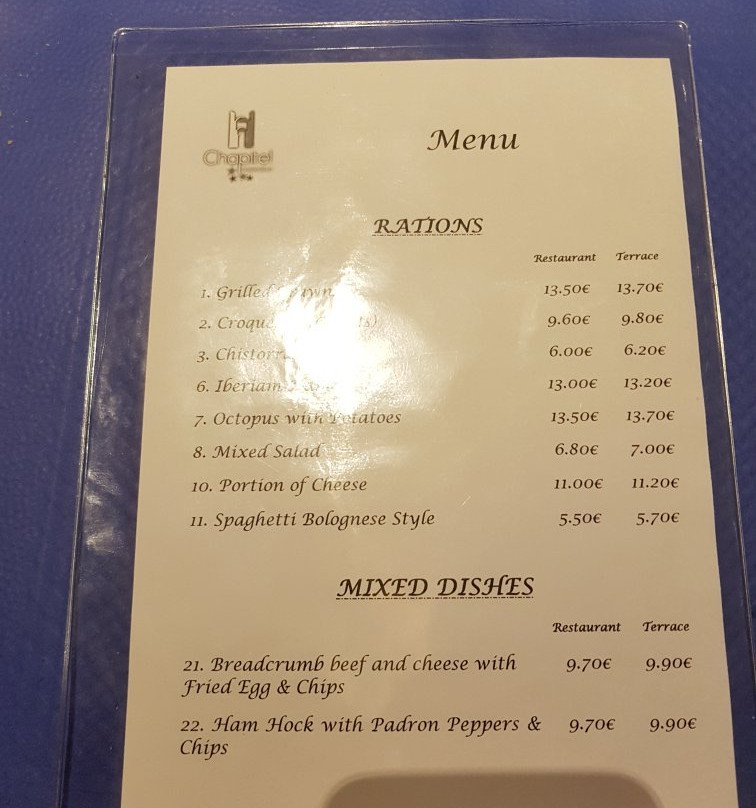 Chapitel
Menu
RATIONS
Restaurant Terrace
1. Grilled 13.50€ 13.70€
2. 9.60€ 9.80€
3. 6.00€ 6.20€
6. Iberian 13.00€ 13.20€
7. Octopus with Potatoes 13.50€ 13.70€
8. Mixed Salad 6.80€ 7.00€
10. Portion of Cheese 11.00€ 11.20€
11. Spaghetti Bolognese Style 5.50€ 5.70€
MIXED DISHES
Restaurant Terrace
21. Breadcrumb beef and cheese with 9.70€ 9.90€
Fried Egg & Chips
22. Ham Hock with Padron Peppers & 9.70€ 9.90€
Chips